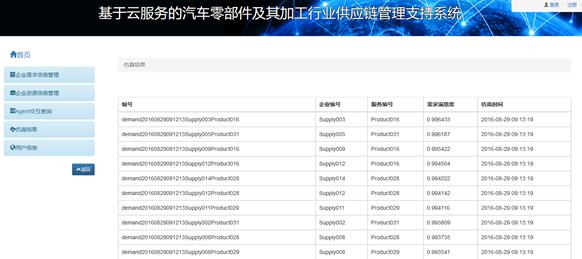 登录 | 注册
基于云服务的汽车零部件及其加工行业供应链管理支持系统
首页
企业需求信息管理
企业资源信息管理
Agent交互查询
仿真结果
用户信息
返回
仿真结果
编号 企业编号 服务编号 需求满意度 仿真时间
demand20160829091213Supply003Product016 Supply003 Product016 0.996433 2016-08-29 09:13:19
demand20160829091213Supply005Product031 Supply005 Product031 0.996187 2016-08-29 09:13:19
demand20160829091213Supply009Product016 Supply009 Product016 0.995422 2016-08-29 09:13:19
demand20160829091213Supply012Product016 Supply012 Product016 0.994504 2016-08-29 09:13:19
demand20160829091213Supply014Product028 Supply014 Product028 0.994222 2016-08-29 09:13:19
demand20160829091213Supply012Product028 Supply012 Product028 0.994142 2016-08-29 09:13:19
demand20160829091213Supply011Product029 Supply011 Product029 0.994116 2016-08-29 09:13:19
demand20160829091213Supply002Product031 Supply002 Product031 0.993809 2016-08-29 09:13:19
demand20160829091213Supply008Product028 Supply008 Product028 0.993735 2016-08-29 09:13:19
demand20160829091213Supply008Product029 Supply008 Product029 0.993541 2016-08-29 09:13:19